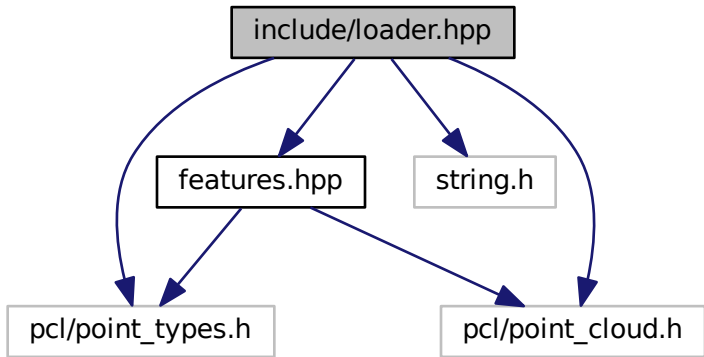 include/loader.hpp
features.hpp
string.h
pcl/point_types.h
pcl/point_cloud.h